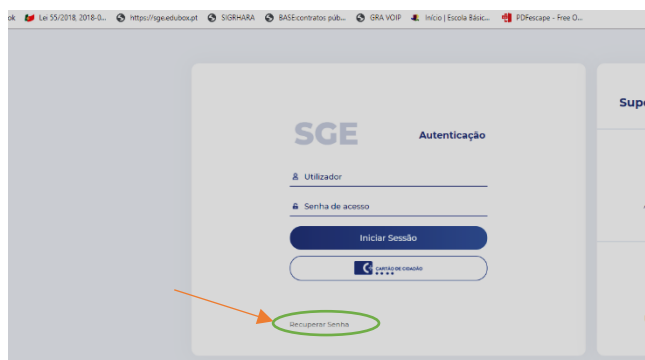 ok Lei 55/2018, 2018-0... https://sge.edubox.pt SIGRHARA BASE:contratos púb... GRA VOIP Início | Escola Básic... PDFescape - Free O...
Supo
SGE
Autenticação
Utilizador
Senha de acesso
Iniciar Sessão
CARTÃO DE CIDADÃO
Recuperar Senha